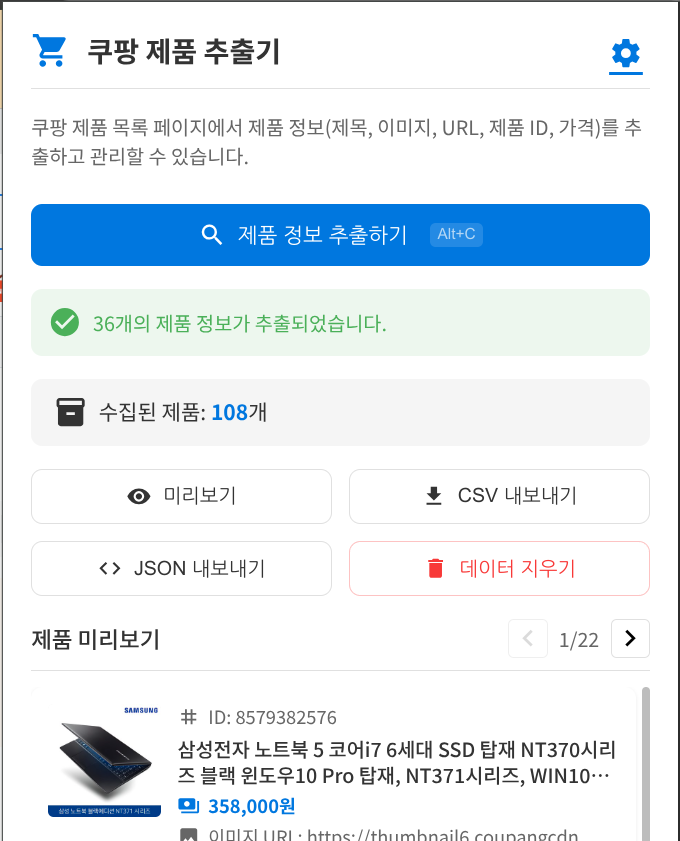 쿠팡 제품 추출기
쿠팡 제품 목록 페이지에서 제품 정보(제목, 이미지, URL, 제품 ID, 가격)를 추
출하고 관리할 수 있습니다.
제품 정보 추출하기 Alt+C
36개의 제품 정보가 추출되었습니다.
수집된 제품: 108개
미리보기
CSV 내보내기
JSON 내보내기
데이터 지우기
제품 미리보기
1/22
SAMSUNG
삼성 노트북 블랙에디션 NT371 시리즈
ID: 8579382576
삼성전자 노트북 5 코어i7 6세대 SSD 탑재 NT370시리
즈 블랙 윈도우10 Pro 탑재, NT371시리즈, WIN10…
358,000원
이미지 URL: https://thumbnail6.coupangcdn